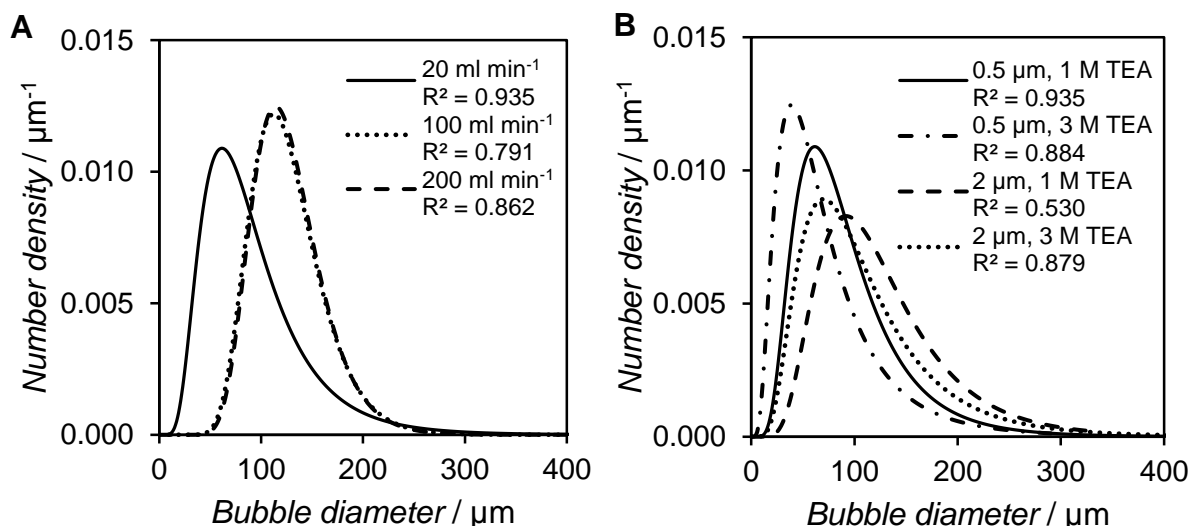 A
Number density / µm⁻¹
0.015
0.010
0.005
0.000
0
100
200
300
400
Bubble diameter / µm
20 ml min⁻¹
R² = 0.935
100 ml min⁻¹
R² = 0.791
200 ml min⁻¹
R² = 0.862
B
Number density / µm⁻¹
0.015
0.010
0.005
0.000
0
100
200
300
400
Bubble diameter / µm
0.5 µm, 1 M TEA
R² = 0.935
0.5 µm, 3 M TEA
R² = 0.884
2 µm, 1 M TEA
R² = 0.530
2 µm, 3 M TEA
R² = 0.879